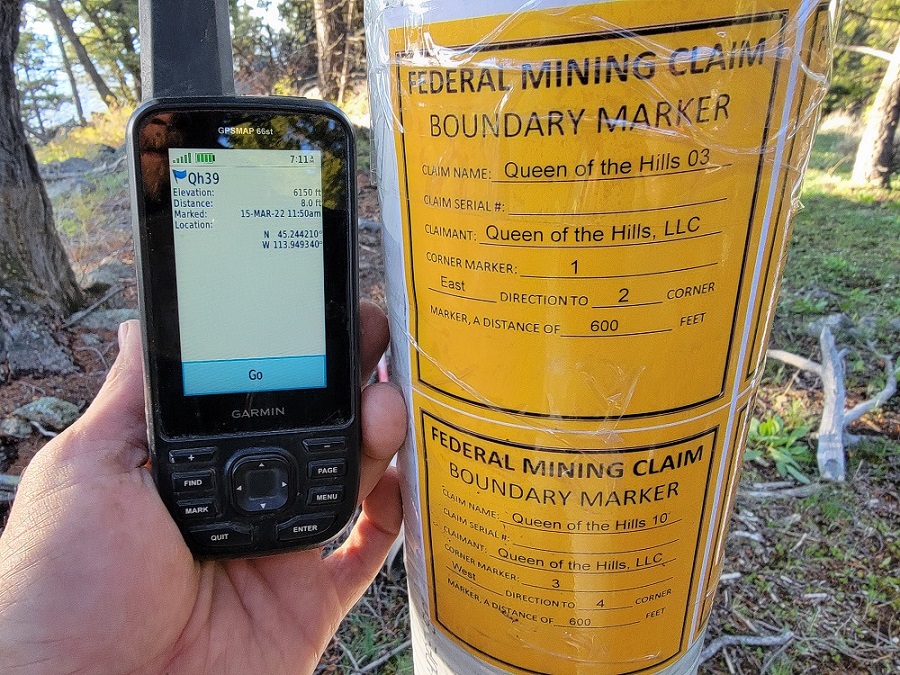 GPSMAP 66st
7:11
Qh39
Elevation: 6150 ft
Distance: 8.0 ft
Marked: 15-MAR-22 11:50am
Location:
N 45.244210°
W 113.949340°
Go
GARMIN
+
−
FIND
PAGE
MARK
MENU
QUIT
ENTER
FEDERAL MINING CLAIM
BOUNDARY MARKER
CLAIM NAME: Queen of the Hills 03
CLAIM SERIAL #:
CLAIMANT: Queen of the Hills, LLC
CORNER MARKER: 1
East DIRECTION TO 2 CORNER
MARKER, A DISTANCE OF 600 FEET
FEDERAL MINING CLAIM
BOUNDARY MARKER
CLAIM NAME: Queen of the Hills 10
CLAIM SERIAL #:
CLAIMANT: Queen of the Hills, LLC
CORNER MARKER: 3
West DIRECTION TO 4 CORNER
MARKER, A DISTANCE OF 600 FEET